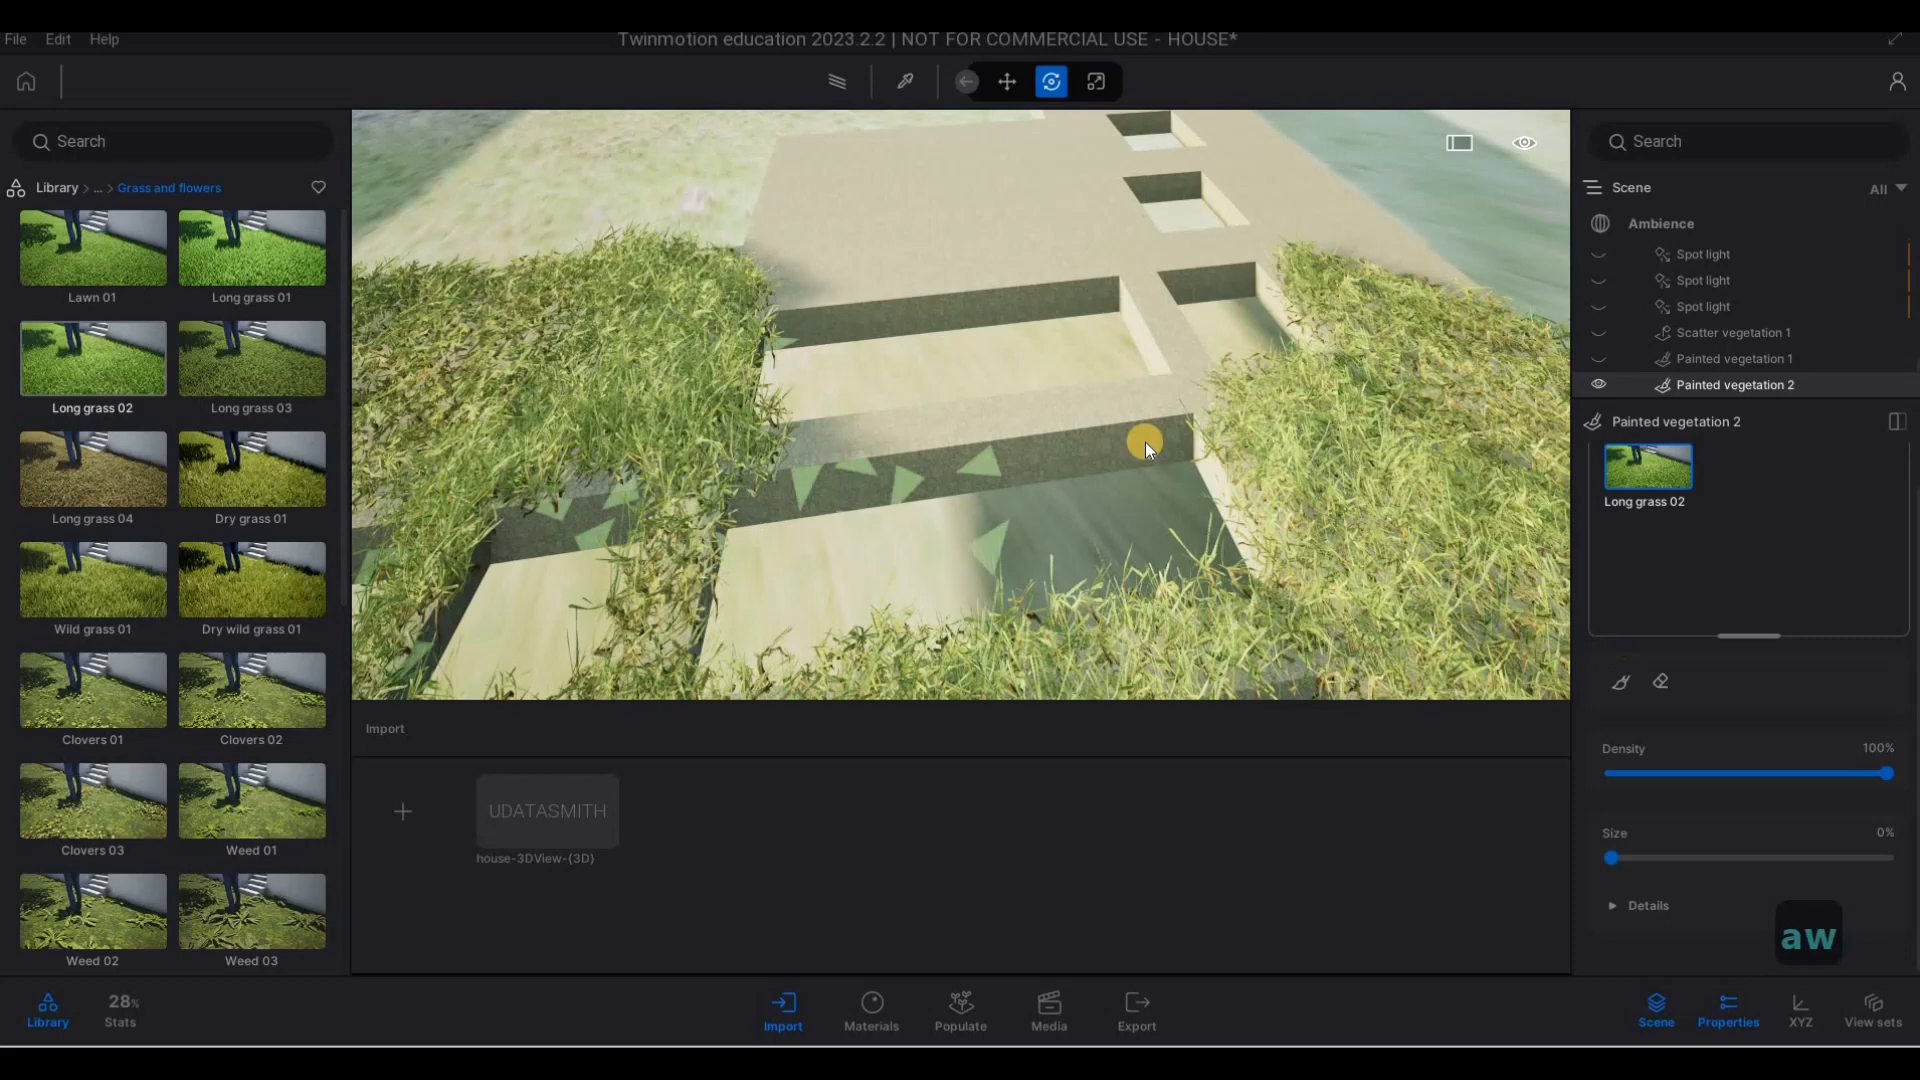 File Edit Help
Twinmotion education 2023.2.2 | NOT FOR COMMERCIAL USE - HOUSE*
Search
Library > ... > Grass and flowers
Lawn 01
Long grass 01
Long grass 02
Long grass 03
Long grass 04
Dry grass 01
Wild grass 01
Dry wild grass 01
Clovers 01
Clovers 02
Clovers 03
Weed 01
Weed 02
Weed 03
Import
UDATASMITH
house-3DView-{3D}
Search
Scene
All
Ambience
Spot light
Spot light
Spot light
Scatter vegetation 1
Painted vegetation 1
Painted vegetation 2
Painted vegetation 2
Long grass 02
Density 100%
Size 0%
Details
aw
Library
28%
Stats
Import
Materials
Populate
Media
Export
Scene
Properties
XYZ
View sets